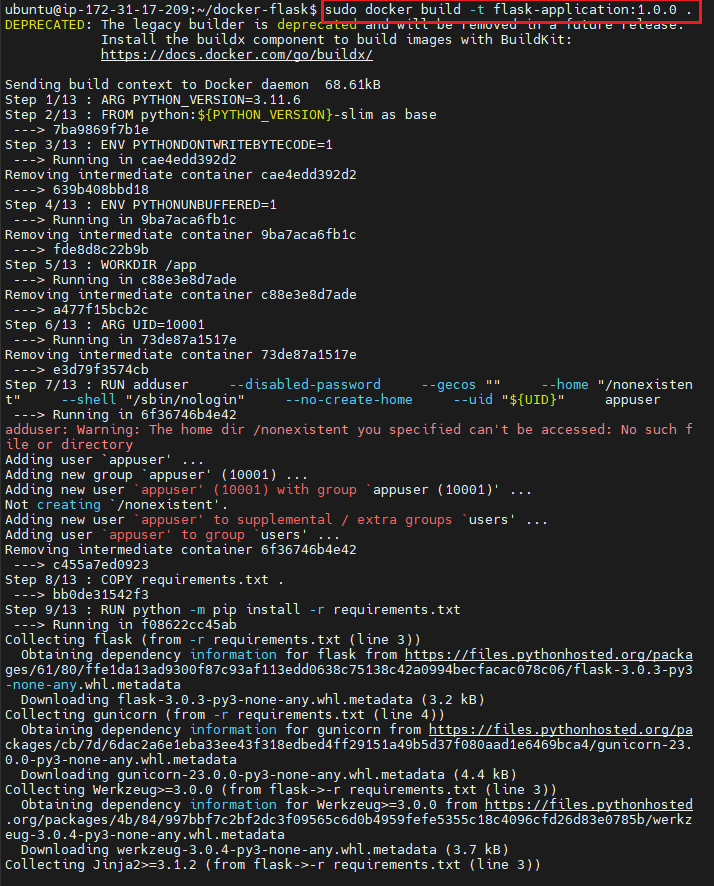 ubuntu@ip-172-31-17-209:~/docker-flask$ sudo docker build -t flask-application:1.0.0 .
DEPRECATED: The legacy builder is deprecated and will be removed in a future release.
            Install the buildx component to build images with BuildKit:
            https://docs.docker.com/go/buildx/

Sending build context to Docker daemon  68.61kB
Step 1/13 : ARG PYTHON_VERSION=3.11.6
Step 2/13 : FROM python:${PYTHON_VERSION}-slim as base
 ---> 7ba9869f7b1e
Step 3/13 : ENV PYTHONDONTWRITEBYTECODE=1
 ---> Running in cae4edd392d2
Removing intermediate container cae4edd392d2
 ---> 639b408bbd18
Step 4/13 : ENV PYTHONUNBUFFERED=1
 ---> Running in 9ba7aca6fb1c
Removing intermediate container 9ba7aca6fb1c
 ---> fde8d8c22b9b
Step 5/13 : WORKDIR /app
 ---> Running in c88e3e8d7ade
Removing intermediate container c88e3e8d7ade
 ---> a477f15bcb2c
Step 6/13 : ARG UID=10001
 ---> Running in 73de87a1517e
Removing intermediate container 73de87a1517e
 ---> e3d79f3574cb
Step 7/13 : RUN adduser     --disabled-password     --gecos ""     --home "/nonexisten
t"     --shell "/sbin/nologin"     --no-create-home     --uid "${UID}"     appuser
 ---> Running in 6f36746b4e42
adduser: Warning: The home dir /nonexistent you specified can't be accessed: No such f
ile or directory
Adding user `appuser' ...
Adding new group `appuser' (10001) ...
Adding new user `appuser' (10001) with group `appuser (10001)' ...
Not creating `/nonexistent'.
Adding new user `appuser' to supplemental / extra groups `users' ...
Adding user `appuser' to group `users' ...
Removing intermediate container 6f36746b4e42
 ---> c455a7ed0923
Step 8/13 : COPY requirements.txt .
 ---> bb0de31542f3
Step 9/13 : RUN python -m pip install -r requirements.txt
 ---> Running in f08622cc45ab
Collecting flask (from -r requirements.txt (line 3))
  Obtaining dependency information for flask from https://files.pythonhosted.org/packa
ges/61/80/ffe1da13ad9300f87c93af113edd0638c75138c42a0994becfacac078c06/flask-3.0.3-py3
-none-any.whl.metadata
  Downloading flask-3.0.3-py3-none-any.whl.metadata (3.2 kB)
Collecting gunicorn (from -r requirements.txt (line 4))
  Obtaining dependency information for gunicorn from https://files.pythonhosted.org/pa
ckages/cb/7d/6dac2a6e1eba33ee43f318edbed4ff29151a49b5d37f080aad1e6469bca4/gunicorn-23.
0.0-py3-none-any.whl.metadata
  Downloading gunicorn-23.0.0-py3-none-any.whl.metadata (4.4 kB)
Collecting Werkzeug>=3.0.0 (from flask->-r requirements.txt (line 3))
  Obtaining dependency information for Werkzeug>=3.0.0 from https://files.pythonhosted
.org/packages/4b/84/997bbf7c2bf2dc3f09565c6d0b4959fefe5355c18c4096cfd26d83e0785b/werkz
eug-3.0.4-py3-none-any.whl.metadata
  Downloading werkzeug-3.0.4-py3-none-any.whl.metadata (3.7 kB)
Collecting Jinja2>=3.1.2 (from flask->-r requirements.txt (line 3))